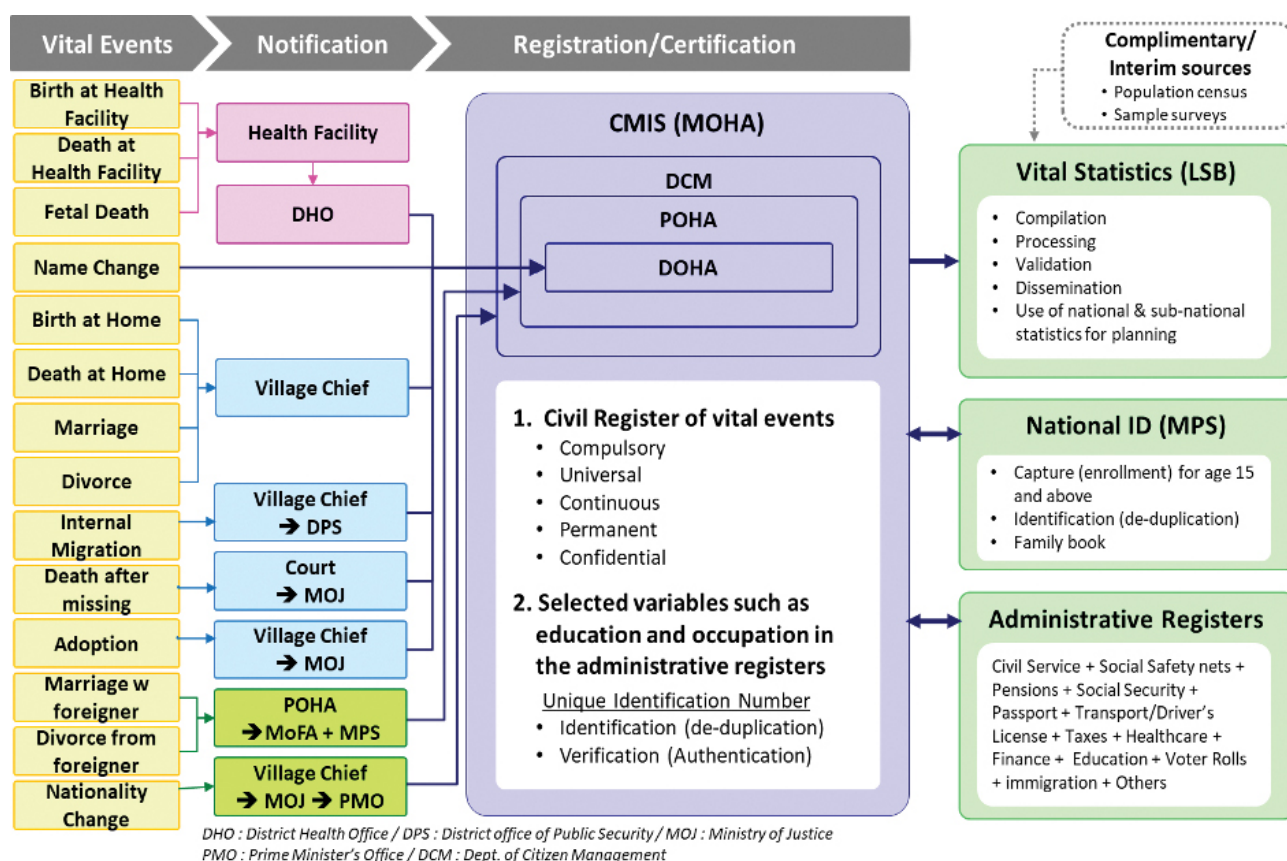 Vital Events
Notification
Registration/Certification
Birth at Health
Facility
Death at
Health Facility
Fetal Death
Name Change
Birth at Home
Death at Home
Marriage
Divorce
Internal
Migration
Death after
missing
Adoption
Marriage w
foreigner
Divorce from
foreigner
Nationality
Change
Health Facility
DHO
Village Chief
Village Chief
➔ DPS
Court
➔ MOJ
Village Chief
➔ MOJ
POHA
➔MoFA + MPS
Village Chief
➔ MOJ ➔ PMO
CMIS (MOHA)
DCM
POHA
DOHA
1. Civil Register of vital events
• Compulsory
• Universal
• Continuous
• Permanent
• Confidential
2. Selected variables such as
education and occupation in
the administrative registers
Unique Identification Number
• Identification (de-duplication)
• Verification (Authentication)
Complimentary/
Interim sources
• Population census
• Sample surveys
Vital Statistics (LSB)
• Compilation
• Processing
• Validation
• Dissemination
• Use of national & sub-national
statistics for planning
National ID (MPS)
• Capture (enrollment) for age 15
and above
• Identification (de-duplication)
• Family book
Administrative Registers
Civil Service + Social Safety nets +
Pensions + Social Security +
Passport + Transport/Driver's
License + Taxes + Healthcare +
Finance + Education + Voter Rolls
+ immigration + Others
DHO : District Health Office / DPS : District office of Public Security / MOJ : Ministry of Justice
PMO : Prime Minister's Office / DCM : Dept. of Citizen Management